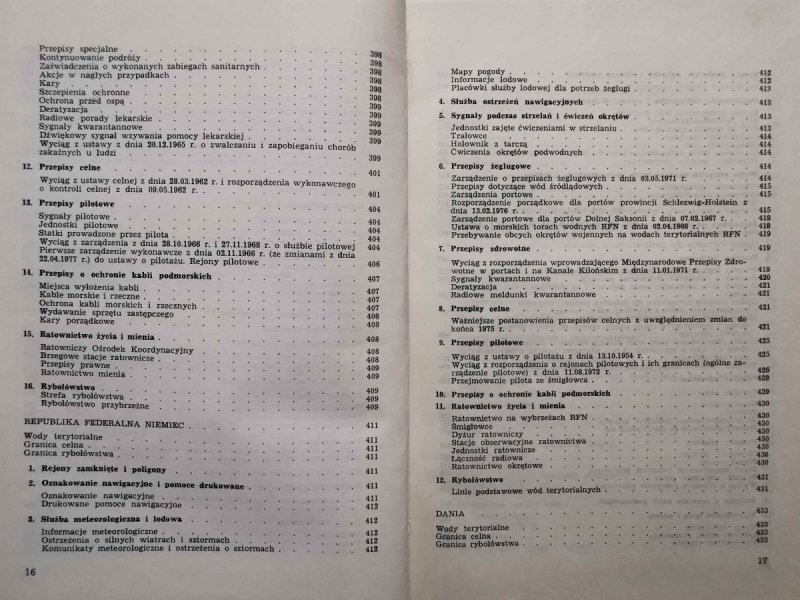 Przepisy specjalne . . . . . . . . . . . . 398
Kontynuowanie podróży . . . . . . . . . . 398
Zaświadczenia o wykonanych zabiegach sanitarnych . . . . . 398
Akcje w nagłych przypadkach . . . . . . . . . 398
Kary . . . . . . . . . . . . . . 398
Szczepienia ochronne . . . . . . . . . . . 398
Ochrona przed ospą . . . . . . . . . . . 399
Deratyzacja . . . . . . . . . . . . . 399
Radiowe porady lekarskie . . . . . . . . . . 399
Sygnały kwarantannowe . . . . . . . . . . 399
Dźwiękowy sygnał wzywania pomocy lekarskiej . . . . . . 399
Wyciąg z ustawy z dnia 20.12.1965 r. o zwalczaniu i zapobieganiu chorób
zakaźnych u ludzi . . . . . . . . . . . 399
12. Przepisy celne . . . . . . . . . . . . 401
Wyciąg z ustawy celnej z dnia 28.03.1962 r. i rozporządzenia wykonawczego
o kontroli celnej z dnia 09.05.1962 r. . . . . . . . . 401
13. Przepisy pilotowe . . . . . . . . . . . 404
Sygnały pilotowe . . . . . . . . . . . . 404
Jednostki pilotowe . . . . . . . . . . . 404
Statki prowadzone przez pilota . . . . . . . . . 404
Wyciąg z zarządzenia z dnia 28.10.1966 r. i 27.11.1968 r. o służbie pilotowej 404
Pierwsze zarządzenie wykonawcze z dnia 02.11.1966 r. (ze zmianami z dnia
22.04.1977 r.) do ustawy o pilotażu. Rejony pilotowe . . . . 406
14. Przepisy o ochronie kabli podmorskich . . . . . . . 407
Miejsca wyłożenia kabli . . . . . . . . . . 407
Kable morskie i rzeczne . . . . . . . . . . 407
Ochrona kabli morskich i rzecznych . . . . . . . . 407
Wydawanie sprzętu zastępczego . . . . . . . . . 408
Kary porządkowe . . . . . . . . . . . . 408
15. Ratownictwo życia i mienia . . . . . . . . . 408
Ratowniczy Ośrodek Koordynacyjny . . . . . . . . 408
Brzegowe stacje ratownicze . . . . . . . . . . 408
Przepisy prawne . . . . . . . . . . . . 408
Ratownictwo mienia . . . . . . . . . . . 409
16. Rybołówstwo . . . . . . . . . . . . 409
Strefa rybołówstwa . . . . . . . . . . . 409
Rybołówstwo przybrzeżne . . . . . . . . . . 409
REPUBLIKA FEDERALNA NIEMIEC . . . . . . . . . 411
Wody terytorialne . . . . . . . . . . . . 411
Granica celna . . . . . . . . . . . . . 411
Granica rybołówstwa . . . . . . . . . . . 411
1. Rejony zamknięte i poligony . . . . . . . . . 411
2. Oznakowanie nawigacyjne i pomoce drukowane . . . . . . 411
Oznakowanie nawigacyjne . . . . . . . . . . 411
Drukowane pomoce nawigacyjne . . . . . . . . . 412
3. Służba meteorologiczna i lodowa . . . . . . . . 412
Informacje meteorologiczne . . . . . . . . . . 412
Ostrzeżenia o silnych wiatrach i sztormach . . . . . . 412
Komunikaty meteorologiczne i ostrzeżenia o sztormach . . . . 412
16
Mapy pogody . . . . . . . . . . . . . 412
Informacje lodowe . . . . . . . . . . . . 412
Placówki służby lodowej dla potrzeb żeglugi . . . . . . 413
4. Służba ostrzeżeń nawigacyjnych . . . . . . . . 413
5. Sygnały podczas strzelań i ćwiczeń okrętów . . . . . . 413
Jednostki zajęte ćwiczeniami w strzelaniu . . . . . . 413
Trałowce . . . . . . . . . . . . . . 414
Holownik z tarczą . . . . . . . . . . . . 414
Ćwiczenia okrętów podwodnych . . . . . . . . . 414
6. Przepisy żeglugowe . . . . . . . . . . . 414
Zarządzenie o przepisach żeglugowych z dnia 03.05.1971 r. . . . 414
Przepisy dotyczące wód śródlądowych . . . . . . . . 415
Zarządzenia portowe . . . . . . . . . . . 415
Rozporządzenie porządkowe dla portów prowincji Schlezwig-Holstein z
dnia 13.02.1976 r. . . . . . . . . . . . 415
Zarządzenie portowe dla portów Dolnej Saksonii z dnia 07.02.1967 r. . . 418
Ustawa o morskich torach wodnych RFN z dnia 02.04.1968 r. . . . 418
Przebywanie obcych okrętów wojennych na wodach terytorialnych RFN . 419
7. Przepisy zdrowotne . . . . . . . . . . . 419
Wyciąg z rozporządzenia wprowadzającego Międzynarodowe Przepisy Zdro-
wotne w portach i na Kanale Kilońskim z dnia 11.01.1971 r. . . . 419
Sygnały kwarantannowe . . . . . . . . . . 420
Deratyzacja . . . . . . . . . . . . . 421
Radiowe meldunki kwarantannowe . . . . . . . . 421
8. Przepisy celne . . . . . . . . . . . . 421
Ważniejsze postanowienia przepisów celnych z uwzględnieniem zmian do
końca 1975 r. . . . . . . . . . . . . 421
9. Przepisy pilotowe . . . . . . . . . . . 425
Wyciąg z ustawy o pilotażu z dnia 13.10.1954 r. . . . . . 425
Wyciąg z rozporządzenia o rejonach pilotowych i ich granicach (ogólne za-
rządzenie pilotowe) z dnia 11.08.1972 r. . . . . . . . 426
Przejmowanie pilota ze śmigłowca . . . . . . . . 428
10. Przepisy o ochronie kabli podmorskich . . . . . . . 429
11. Ratownictwo życia i mienia . . . . . . . . . 430
Ratownictwo na wybrzeżach RFN . . . . . . . . 430
Śmigłowce . . . . . . . . . . . . . 430
Dyżur ratowniczy . . . . . . . . . . . . 430
Stacje obserwacyjne ratownictwa . . . . . . . . 430
Jednostki ratownicze . . . . . . . . . . . 430
Łączność radiowa . . . . . . . . . . . . 430
Ratownictwo okrętowe . . . . . . . . . . . 430
12. Rybołówstwo . . . . . . . . . . . . 431
Linie podstawowe wód terytorialnych . . . . . . . . 431
DANIA . . . . . . . . . . . . . . 433
Wody terytorialne . . . . . . . . . . . . 433
Granica celna . . . . . . . . . . . . . 433
Granica rybołówstwa . . . . . . . . . . . 433
17